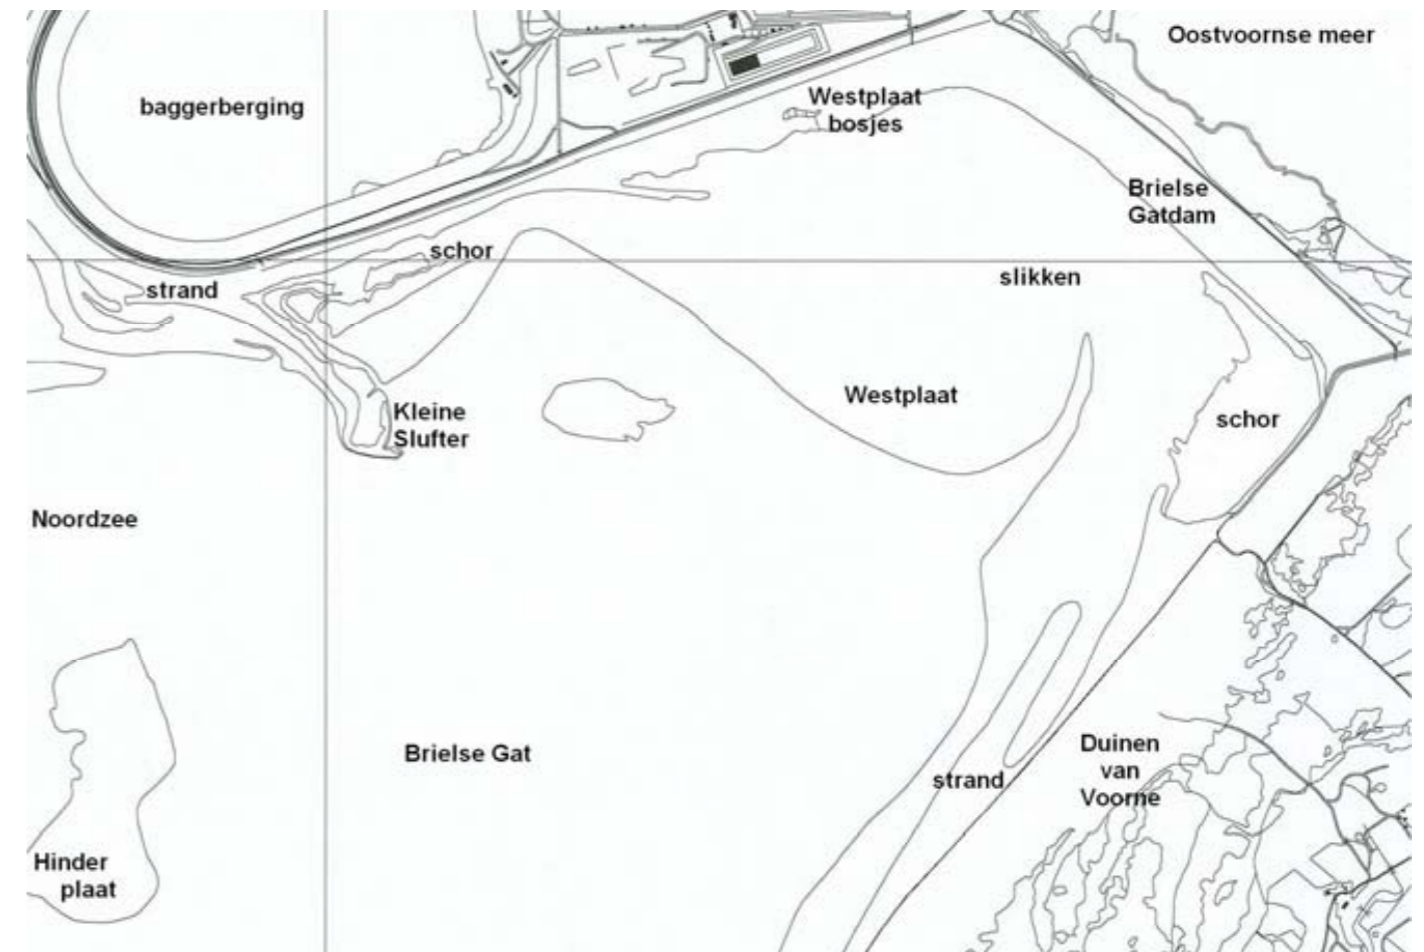 Oostvoornse meer
baggerberging
Westplaat
bosjes
Brielse
Gatdam
schor
slikken
strand
Westplaat
Kleine
Slufter
schor
Noordzee
Brielse Gat
Duinen
van
Voorne
strand
Hinder
plaat